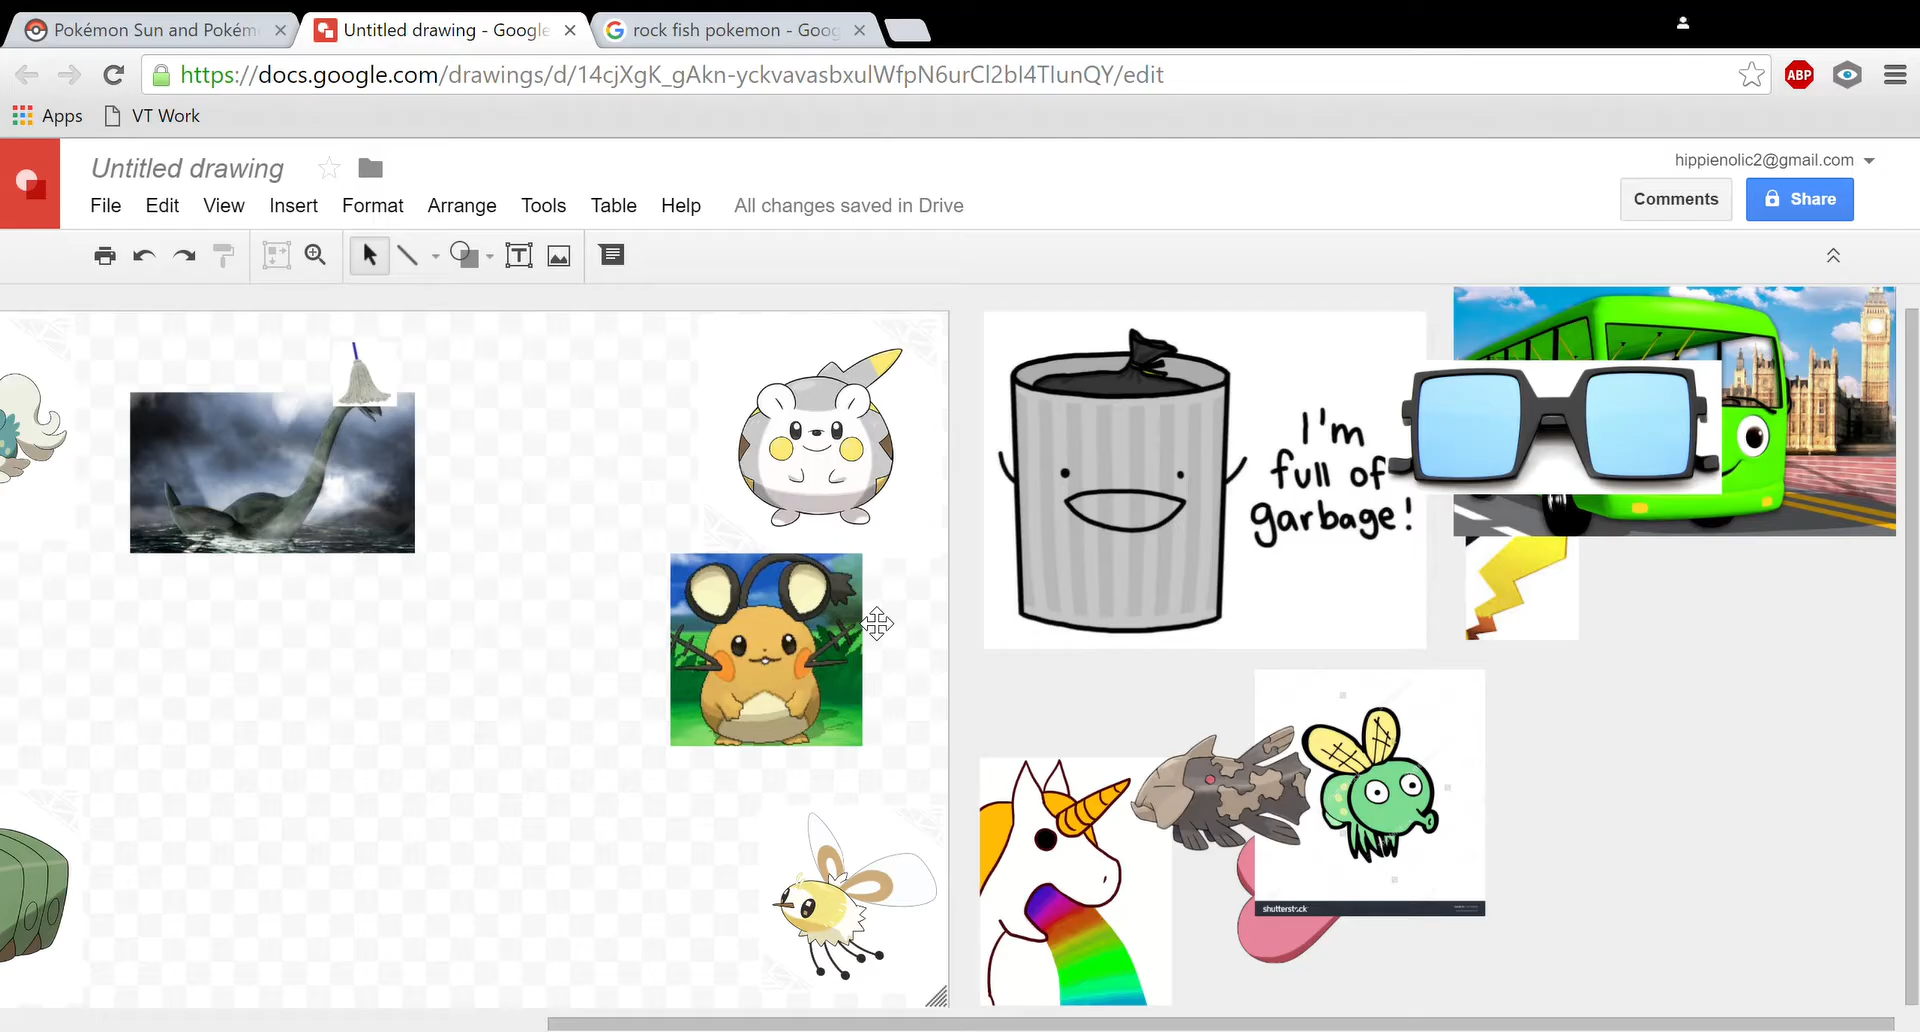 Pokémon Sun and Pokém
Untitled drawing - Google
rock fish pokemon - Goog
https://docs.google.com/drawings/d/14cjXgK_gAkn-yckvavasbxulWfpN6urCl2bl4TlunQY/edit
ABP
Apps
VT Work
Untitled drawing
hippienolic2@gmail.com
File Edit View Insert Format Arrange Tools Table Help All changes saved in Drive
Comments
Share
I'm
full of
garbage!
shutterstock